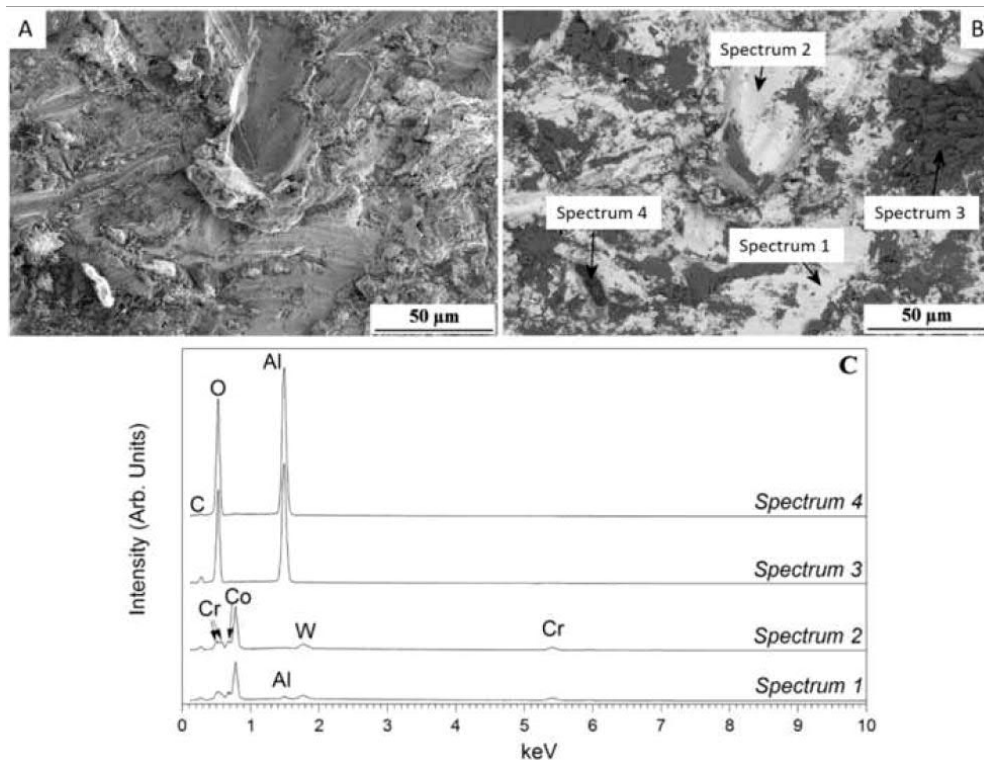 A
B
Spectrum 2
Spectrum 4
Spectrum 3
Spectrum 1
50 µm
50 µm
C
Al
O
C
Spectrum 4
Spectrum 3
Cr
Co
W
Cr
Spectrum 2
Al
Spectrum 1
Intensity (Arb. Units)
0 1 2 3 4 5 6 7 8 9 10
keV